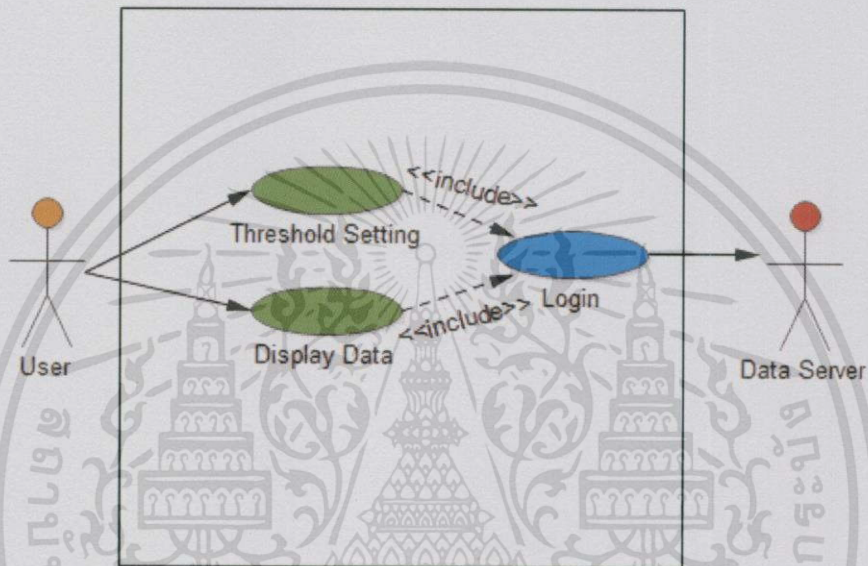 <<include>>
Threshold Setting
Login
<<include>>
Display Data
User
Data Server